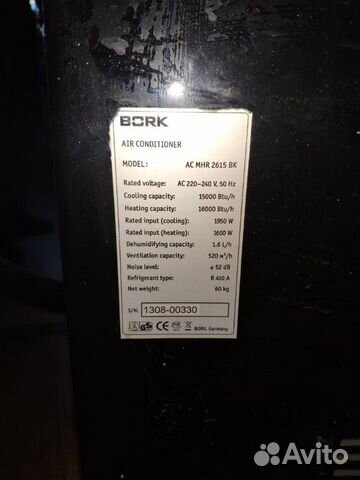 BORK
AIR CONDITIONER
MODEL: AC MHR 2615 BK
Rated voltage: AC 220–240 V, 50 Hz
Cooling capacity: 15000 Btu/h
Heating capacity: 16000 Btu/h
Rated input (cooling): 1950 W
Rated input (heating): 1600 W
Dehumidifying capacity: 1.6 L/h
Ventilation capacity: 520 m³/h
Noise level: ≤ 52 dB
Refrigerant type: R 410 A
Net weight: 60 kg
S/N: 1308-00330
BORK, Germany
Avito